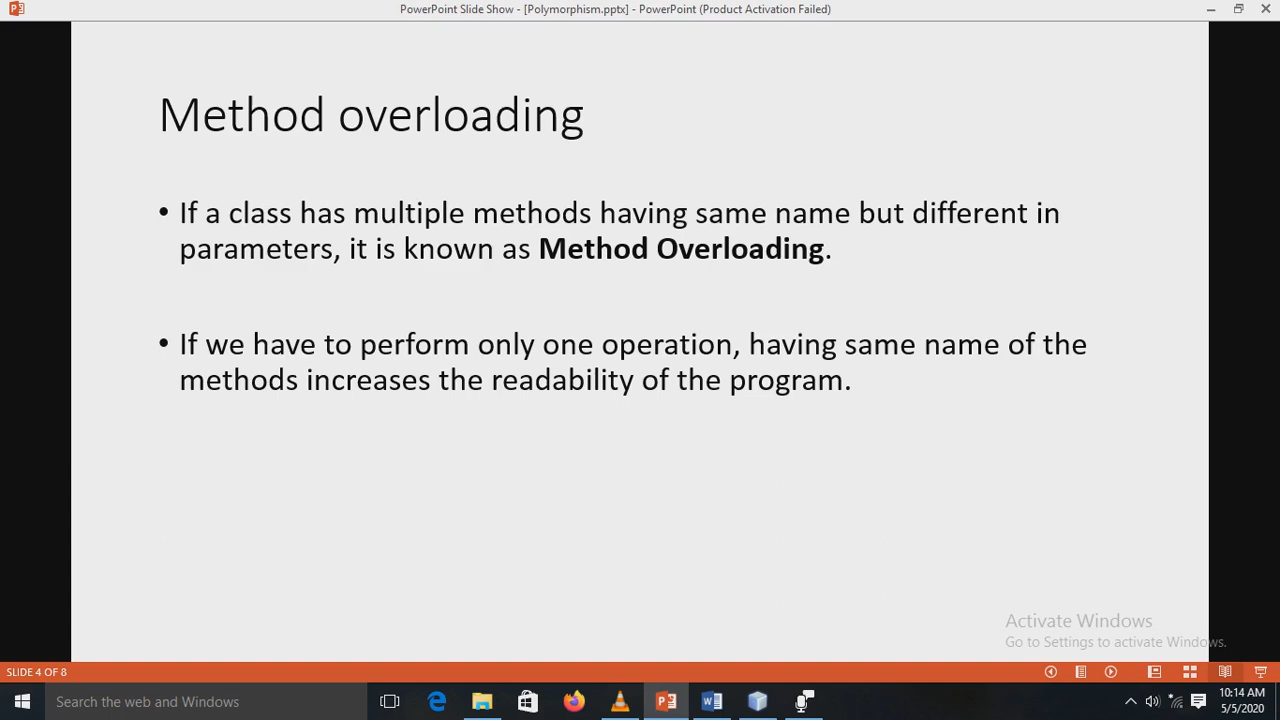 PowerPoint Slide Show - [Polymorphism.pptx] - PowerPoint (Product Activation Failed)
Method overloading
• If a class has multiple methods having same name but different in
parameters, it is known as Method Overloading.
• If we have to perform only one operation, having same name of the
methods increases the readability of the program.
Activate Windows
Go to Settings to activate Windows.
SLIDE 4 OF 8
Search the web and Windows
10:14 AM
5/5/2020